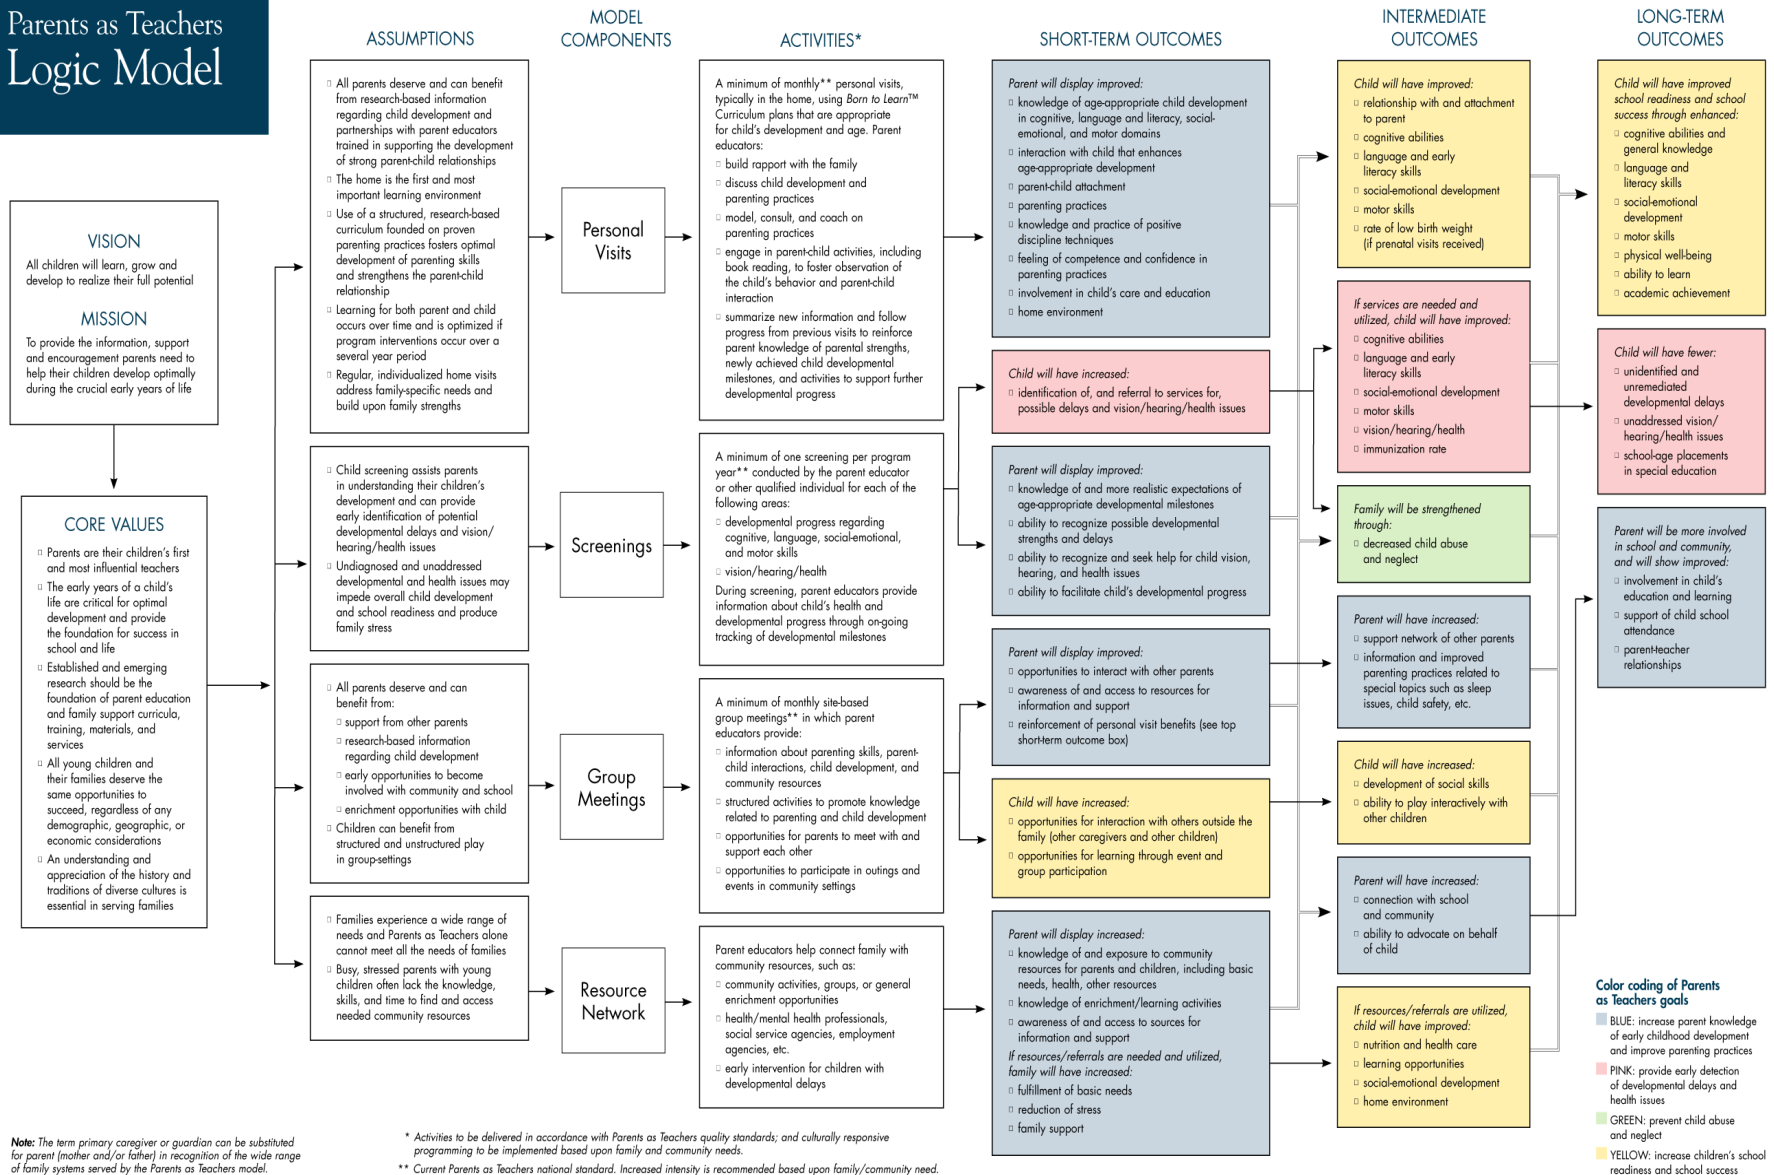 Parents as Teachers
Logic Model
VISION
All children will learn, grow and
develop to realize their full potential
MISSION
To provide the information, support
and encouragement parents need to
help their children develop optimally
during the crucial early years of life
CORE VALUES
Parents are their children's first
and most influential teachers
The early years of a child's
life are critical for optimal
development and provide
the foundation for success in
school and life
Established and emerging
research should be the
foundation of parent education
and family support curricula,
training, materials, and
services
All young children and
their families deserve the
same opportunities to
succeed, regardless of any
demographic, geographic, or
economic considerations
An understanding and
appreciation of the history and
traditions of diverse cultures is
essential in serving families
ASSUMPTIONS
All parents deserve and can benefit
from research-based information
regarding child development and
partnerships with parent educators
trained in supporting the development
of strong parent-child relationships
The home is the first and most
important learning environment
Use of a structured, research-based
curriculum founded on proven
parenting practices fosters optimal
development of parenting skills
and strengthens the parent-child
relationship
Learning for both parent and child
occurs over time and is optimized if
program interventions occur over a
several year period
Regular, individualized home visits
address family-specific needs and
build upon family strengths
Child screening assists parents
in understanding their children's
development and can provide
early identification of potential
developmental delays and vision/
hearing/health issues
Undiagnosed and unaddressed
developmental and health issues may
impede overall child development
and school readiness and produce
family stress
All parents deserve and can
benefit from:
support from other parents
research-based information
regarding child development
early opportunities to become
involved with community and school
enrichment opportunities with child
Children can benefit from
structured and unstructured play
in group-settings
Families experience a wide range of
needs and Parents as Teachers alone
cannot meet all the needs of families
Busy, stressed parents with young
children often lack the knowledge,
skills, and time to find and access
needed community resources
MODEL
COMPONENTS
Personal
Visits
Screenings
Group
Meetings
Resource
Network
ACTIVITIES*
A minimum of monthly** personal visits,
typically in the home, using Born to Learn™
Curriculum plans that are appropriate
for child's development and age. Parent
educators:
build rapport with the family
discuss child development and
parenting practices
model, consult, and coach on
parenting practices
engage in parent-child activities, including
book reading, to foster observation of
the child's behavior and parent-child
interaction
summarize new information and follow
progress from previous visits to reinforce
parent knowledge of parental strengths,
newly achieved child developmental
milestones, and activities to support further
developmental progress
A minimum of one screening per program
year** conducted by the parent educator
or other qualified individual for each of the
following areas:
developmental progress regarding
cognitive, language, social-emotional,
and motor skills
vision/hearing/health
During screening, parent educators provide
information about child's health and
developmental progress through on-going
tracking of developmental milestones
A minimum of monthly site-based
group meetings** in which parent
educators provide:
information about parenting skills, parent-
child interactions, child development, and
community resources
structured activities to promote knowledge
related to parenting and child development
opportunities for parents to meet with and
support each other
opportunities to participate in outings and
events in community settings
Parent educators help connect family with
community resources, such as:
community activities, groups, or general
enrichment opportunities
health/mental health professionals,
social service agencies, employment
agencies, etc.
early intervention for children with
developmental delays
SHORT-TERM OUTCOMES
Parent will display improved:
knowledge of age-appropriate child development
in cognitive, language and literacy, social-
emotional, and motor domains
interaction with child that enhances
age-appropriate development
parent-child attachment
parenting practices
knowledge and practice of positive
discipline techniques
feeling of competence and confidence in
parenting practices
involvement in child's care and education
home environment
Child will have increased:
identification of, and referral to services for,
possible delays and vision/hearing/health issues
Parent will display improved:
knowledge of and more realistic expectations of
age-appropriate developmental milestones
ability to recognize possible developmental
strengths and delays
ability to recognize and seek help for child vision,
hearing, and health issues
ability to facilitate child's developmental progress
Parent will display improved:
opportunities to interact with other parents
awareness of and access to resources for
information and support
reinforcement of personal visit benefits (see top
short-term outcome box)
Child will have increased:
opportunities for interaction with others outside the
family (other caregivers and other children)
opportunities for learning through event and
group participation
Parent will display increased:
knowledge of and exposure to community
resources for parents and children, including basic
needs, health, other resources
knowledge of enrichment/learning activities
awareness of and access to sources for
information and support
If resources/referrals are needed and utilized,
family will have increased:
fulfillment of basic needs
reduction of stress
family support
INTERMEDIATE
OUTCOMES
Child will have improved:
relationship with and attachment
to parent
cognitive abilities
language and early
literacy skills
social-emotional development
motor skills
rate of low birth weight
(if prenatal visits received)
If services are needed and
utilized, child will have improved:
cognitive abilities
language and early
literacy skills
social-emotional development
motor skills
vision/hearing/health
immunization rate
Family will be strengthened
through:
decreased child abuse
and neglect
Parent will have increased:
support network of other parents
information and improved
parenting practices related to
special topics such as sleep
issues, child safety, etc.
Child will have increased:
development of social skills
ability to play interactively with
other children
Parent will have increased:
connection with school
and community
ability to advocate on behalf
of child
If resources/referrals are utilized,
child will have improved:
nutrition and health care
learning opportunities
social-emotional development
home environment
LONG-TERM
OUTCOMES
Child will have improved
school readiness and school
success through enhanced:
cognitive abilities and
general knowledge
language and
literacy skills
social-emotional
development
motor skills
physical well-being
ability to learn
academic achievement
Child will have fewer:
unidentified and
unremediated
developmental delays
unaddressed vision/
hearing/health issues
school-age placements
in special education
Parent will be more involved
in school and community,
and will show improved:
involvement in child's
education and learning
support of child school
attendance
parent-teacher
relationships
Color coding of Parents
as Teachers goals
BLUE: increase parent knowledge
of early childhood development
and improve parenting practices
PINK: provide early detection
of developmental delays and
health issues
GREEN: prevent child abuse
and neglect
YELLOW: increase children's school
readiness and school success
Note: The term primary caregiver or guardian can be substituted
for parent (mother and/or father) in recognition of the wide range
of family systems served by the Parents as Teachers model.
* Activities to be delivered in accordance with Parents as Teachers quality standards; and culturally responsive
programming to be implemented based upon family and community needs.
** Current Parents as Teachers national standard. Increased intensity is recommended based upon family/community need.